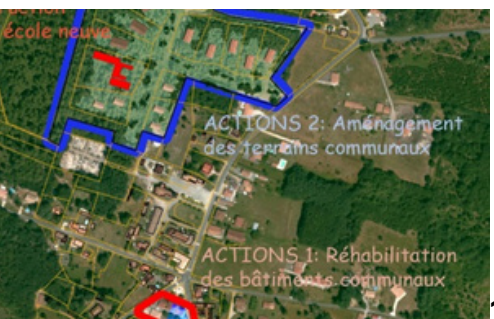 école neuve
ACTIONS 2: Aménagement
des terrains communaux
ACTIONS 1: Réhabilitation
des bâtiments communaux